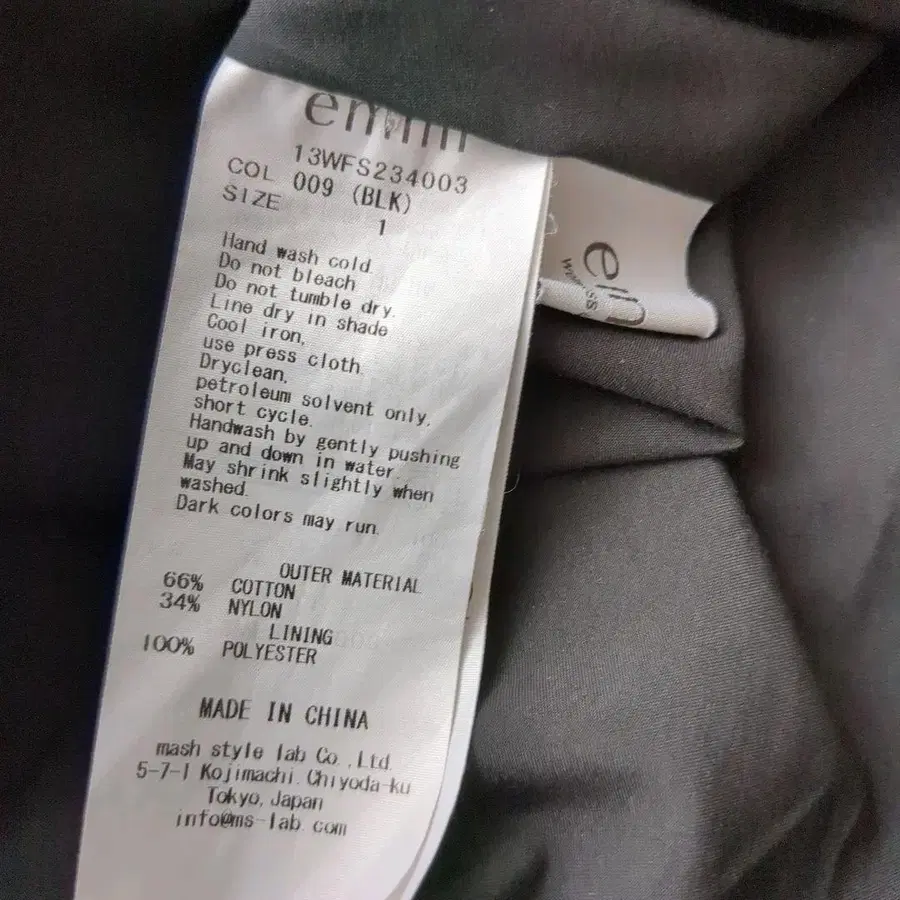 emmi
13WFS234003
COL 009 (BLK)
SIZE 1
Hand wash cold.
Do not bleach
Do not tumble dry.
Line dry in shade
Cool iron,
use press cloth.
Dryclean,
petroleum solvent only,
short cycle.
Handwash by gently pushing
up and down in water.
May shrink slightly when
washed.
Dark colors may run.
OUTER MATERIAL
66% COTTON
34% NYLON
LINING
100% POLYESTER
MADE IN CHINA
mash style lab Co.,Ltd.
5-7-1 Kojimachi, Chiyoda-ku
Tokyo, Japan
info@ms-lab.com